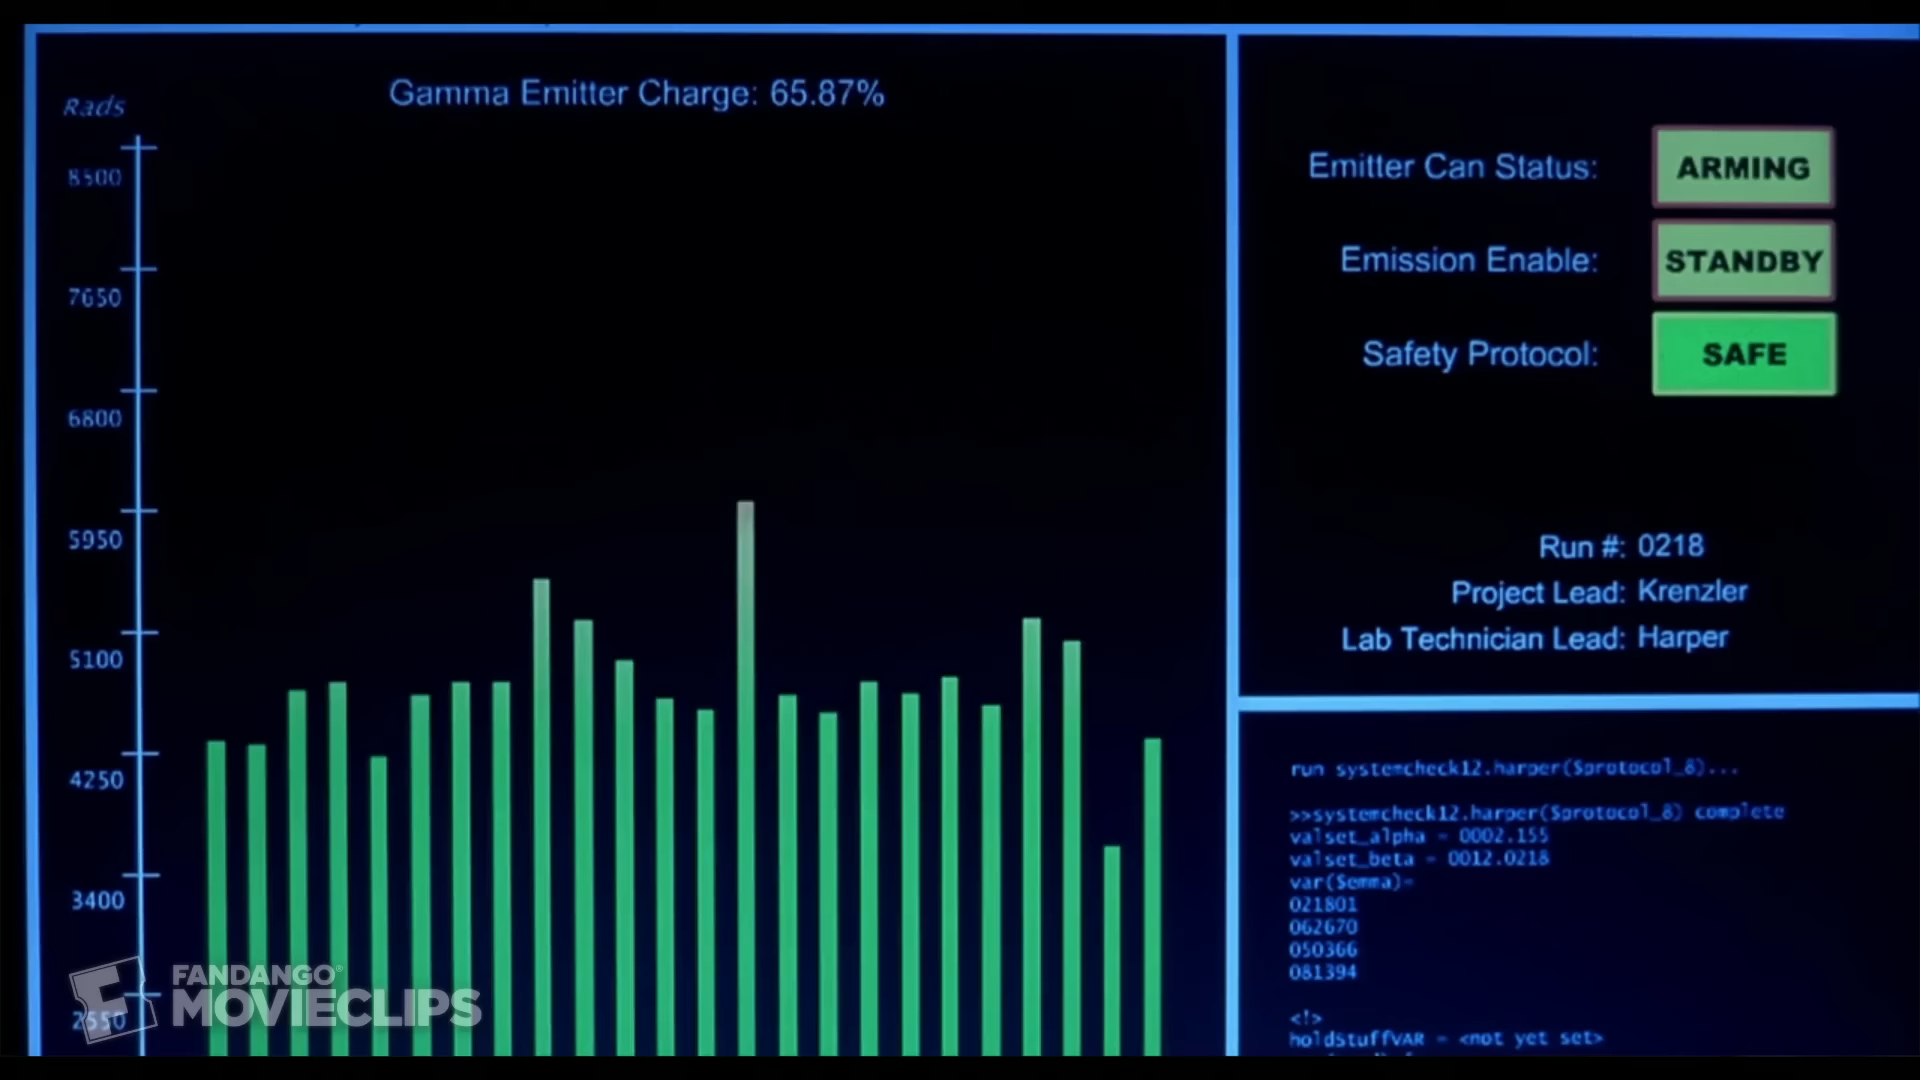 Rads
Gamma Emitter Charge: 65.87%
8500
7650
6800
5950
5100
4250
3400
2550
Emitter Can Status: ARMING
Emission Enable: STANDBY
Safety Protocol: SAFE
Run #: 0218
Project Lead: Krenzler
Lab Technician Lead: Harper
run systemcheck12.harper($protocol_8)...
>>systemcheck12.harper($protocol_8) complete
valset_alpha = 0002.155
valset_beta = 0012.0218
var($emma)=
021801
062670
050366
081394
<!>
holdStuffVAR = <not yet set>
FANDANGO
MOVIECLIPS